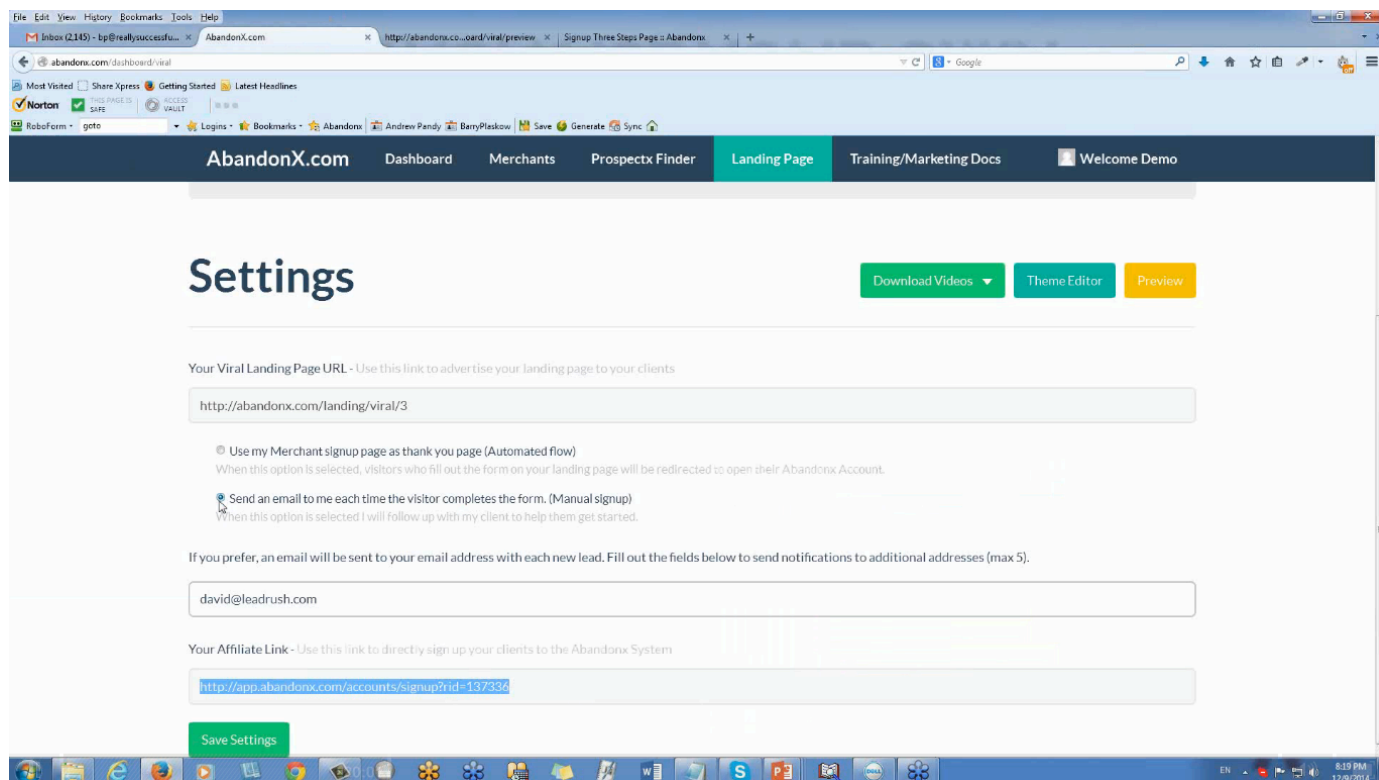 File Edit View History Bookmarks Tools Help
Inbox (2,145) - bp@reallysuccessfu... × AbandonX.com × http://abandonx.co...oard/viral/preview × Signup Three Steps Page :: Abandonx × +
abandonx.com/dashboard/viral Google
Most Visited Share Xpress Getting Started Latest Headlines
Norton THIS PAGE IS SAFE ACCESS VAULT
RoboForm goto Logins Bookmarks Abandonx Andrew Pandy BarryPlaskow Save Generate Sync
AbandonX.com Dashboard Merchants Prospectx Finder Landing Page Training/Marketing Docs Welcome Demo
Settings
Download Videos Theme Editor Preview
Your Viral Landing Page URL - Use this link to advertise your landing page to your clients
http://abandonx.com/landing/viral/3
Use my Merchant signup page as thank you page (Automated flow)
When this option is selected, visitors who fill out the form on your landing page will be redirected to open their Abandonx Account.
Send an email to me each time the visitor completes the form. (Manual signup)
When this option is selected I will follow up with my client to help them get started.
If you prefer, an email will be sent to your email address with each new lead. Fill out the fields below to send notifications to additional addresses (max 5).
david@leadrush.com
Your Affiliate Link - Use this link to directly sign up your clients to the Abandonx System
http://app.abandonx.com/accounts/signup?rid=137336
Save Settings
EN 8:19 PM
12/9/2014